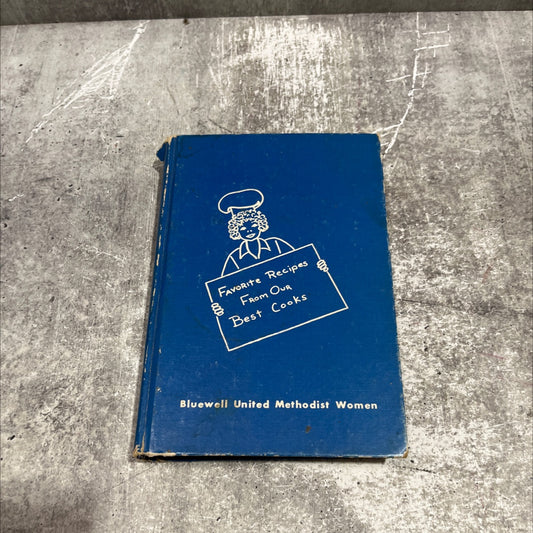 Favorite Recipes
From Our
Best Cooks
Bluewell United Methodist Women